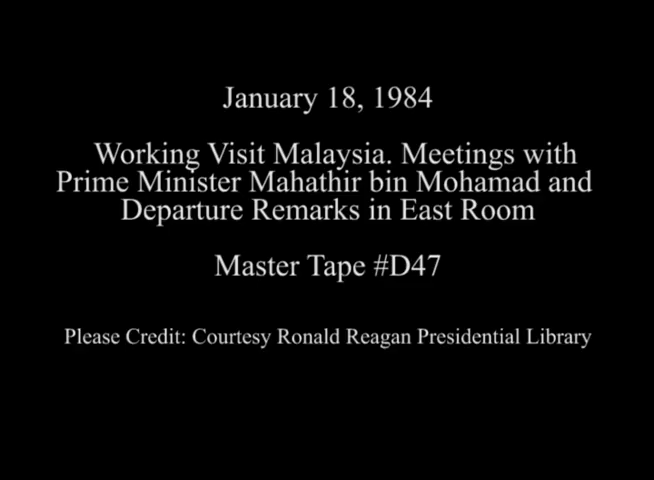 January 18, 1984
Working Visit Malaysia. Meetings with
Prime Minister Mahathir bin Mohamad and
Departure Remarks in East Room
Master Tape #D47
Please Credit: Courtesy Ronald Reagan Presidential Library